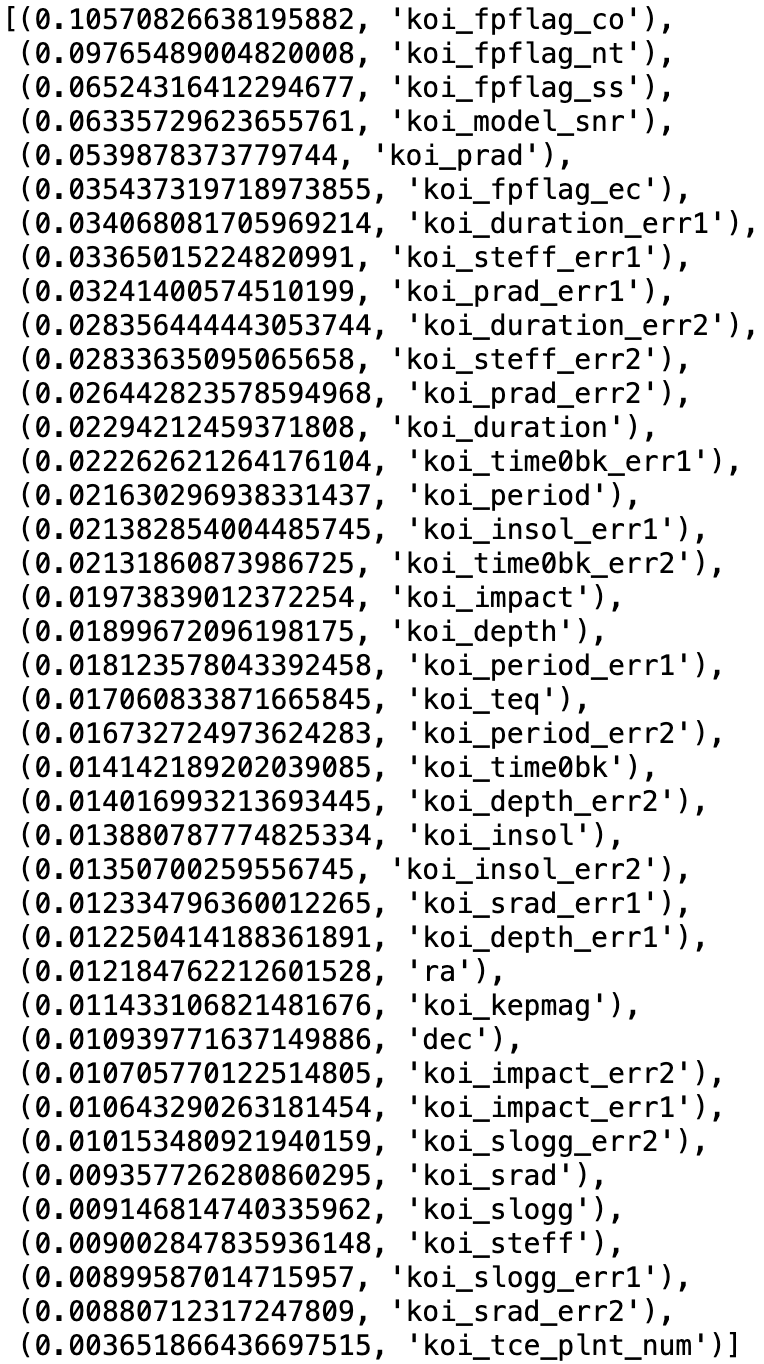 [(0.10570826638195882, 'koi_fpflag_co'),
(0.09765489004820008, 'koi_fpflag_nt'),
(0.06524316412294677, 'koi_fpflag_ss'),
(0.06335729623655761, 'koi_model_snr'),
(0.0539878373779744, 'koi_prad'),
(0.035437319718973855, 'koi_fpflag_ec'),
(0.034068081705969214, 'koi_duration_err1'),
(0.03365015224820991, 'koi_steff_err1'),
(0.03241400574510199, 'koi_prad_err1'),
(0.028356444443053744, 'koi_duration_err2'),
(0.02833635095065658, 'koi_steff_err2'),
(0.026442823578594968, 'koi_prad_err2'),
(0.02294212459371808, 'koi_duration'),
(0.022262621264176104, 'koi_time0bk_err1'),
(0.021630296938331437, 'koi_period'),
(0.021382854004485745, 'koi_insol_err1'),
(0.02131860873986725, 'koi_time0bk_err2'),
(0.01973839012372254, 'koi_impact'),
(0.01899672096198175, 'koi_depth'),
(0.018123578043392458, 'koi_period_err1'),
(0.017060833871665845, 'koi_teq'),
(0.016732724973624283, 'koi_period_err2'),
(0.014142189202039085, 'koi_time0bk'),
(0.014016993213693445, 'koi_depth_err2'),
(0.013880787774825334, 'koi_insol'),
(0.01350700259556745, 'koi_insol_err2'),
(0.012334796360012265, 'koi_srad_err1'),
(0.012250414188361891, 'koi_depth_err1'),
(0.012184762212601528, 'ra'),
(0.011433106821481676, 'koi_kepmag'),
(0.010939771637149886, 'dec'),
(0.010705770122514805, 'koi_impact_err2'),
(0.010643290263181454, 'koi_impact_err1'),
(0.010153480921940159, 'koi_slogg_err2'),
(0.009357726280860295, 'koi_srad'),
(0.009146814740335962, 'koi_slogg'),
(0.009002847835936148, 'koi_steff'),
(0.00899587014715957, 'koi_slogg_err1'),
(0.00880712317247809, 'koi_srad_err2'),
(0.003651866436697515, 'koi_tce_plnt_num')]